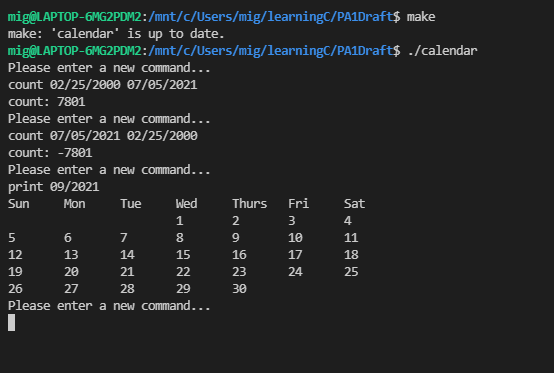 mig@LAPTOP-6MG2PDM2:/mnt/c/Users/mig/learningC/PA1Draft$ make
make: 'calendar' is up to date.
mig@LAPTOP-6MG2PDM2:/mnt/c/Users/mig/learningC/PA1Draft$ ./calendar
Please enter a new command...
count 02/25/2000 07/05/2021
count: 7801
Please enter a new command...
count 07/05/2021 02/25/2000
count: -7801
Please enter a new command...
print 09/2021
Sun Mon Tue Wed Thurs Fri Sat
1 2 3 4
5 6 7 8 9 10 11
12 13 14 15 16 17 18
19 20 21 22 23 24 25
26 27 28 29 30
Please enter a new command...